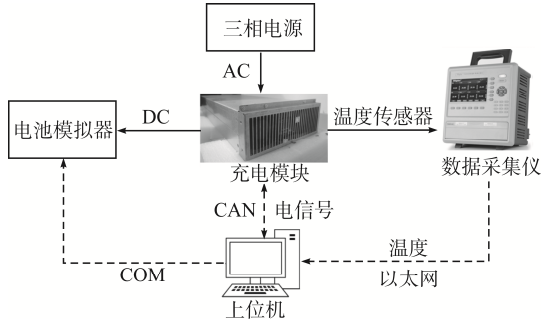 三相电源
AC
DC
温度传感器
电池模拟器
充电模块
数据采集仪
CAN
电信号
温度
COM
以太网
上位机